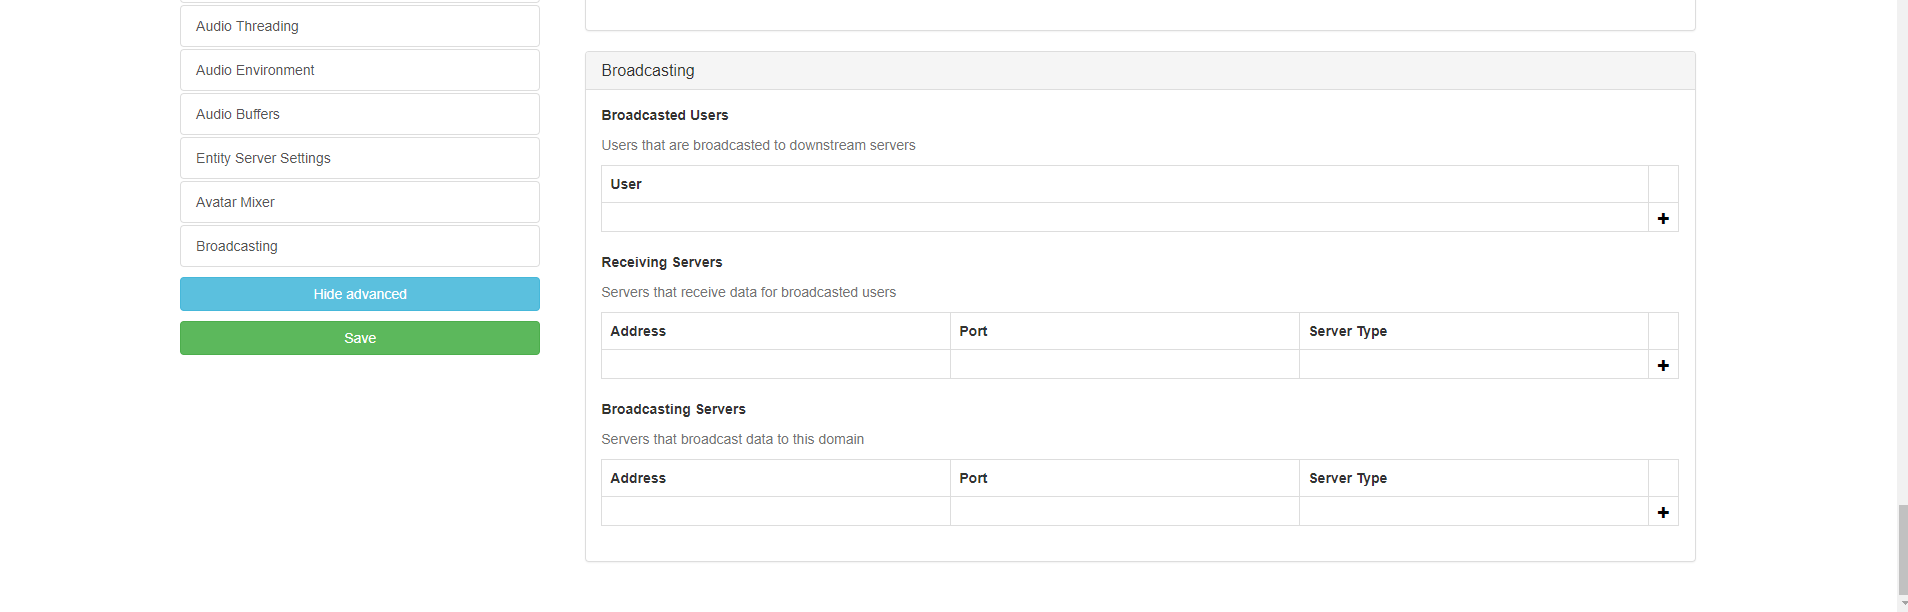 Audio Threading
Audio Environment
Audio Buffers
Entity Server Settings
Avatar Mixer
Broadcasting
Hide advanced
Save
Broadcasting
Broadcasted Users
Users that are broadcasted to downstream servers
User
Receiving Servers
Servers that receive data for broadcasted users
Address Port Server Type
Broadcasting Servers
Servers that broadcast data to this domain
Address Port Server Type